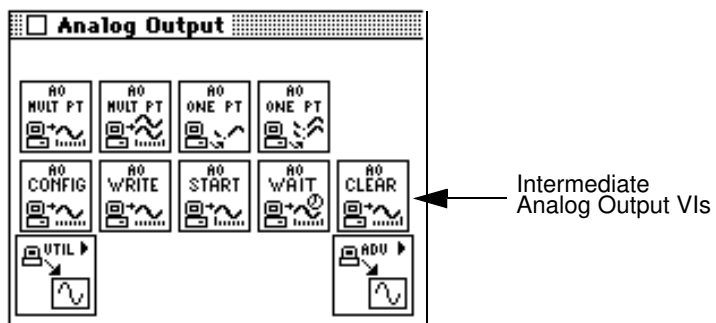 Analog Output
AO
MULT PT
AO
MULT PT
AO
ONE PT
AO
ONE PT
AO
CONFIG
AO
WRITE
AO
START
AO
WAIT
AO
CLEAR
Intermediate
Analog Output VIs
UTIL
ADV